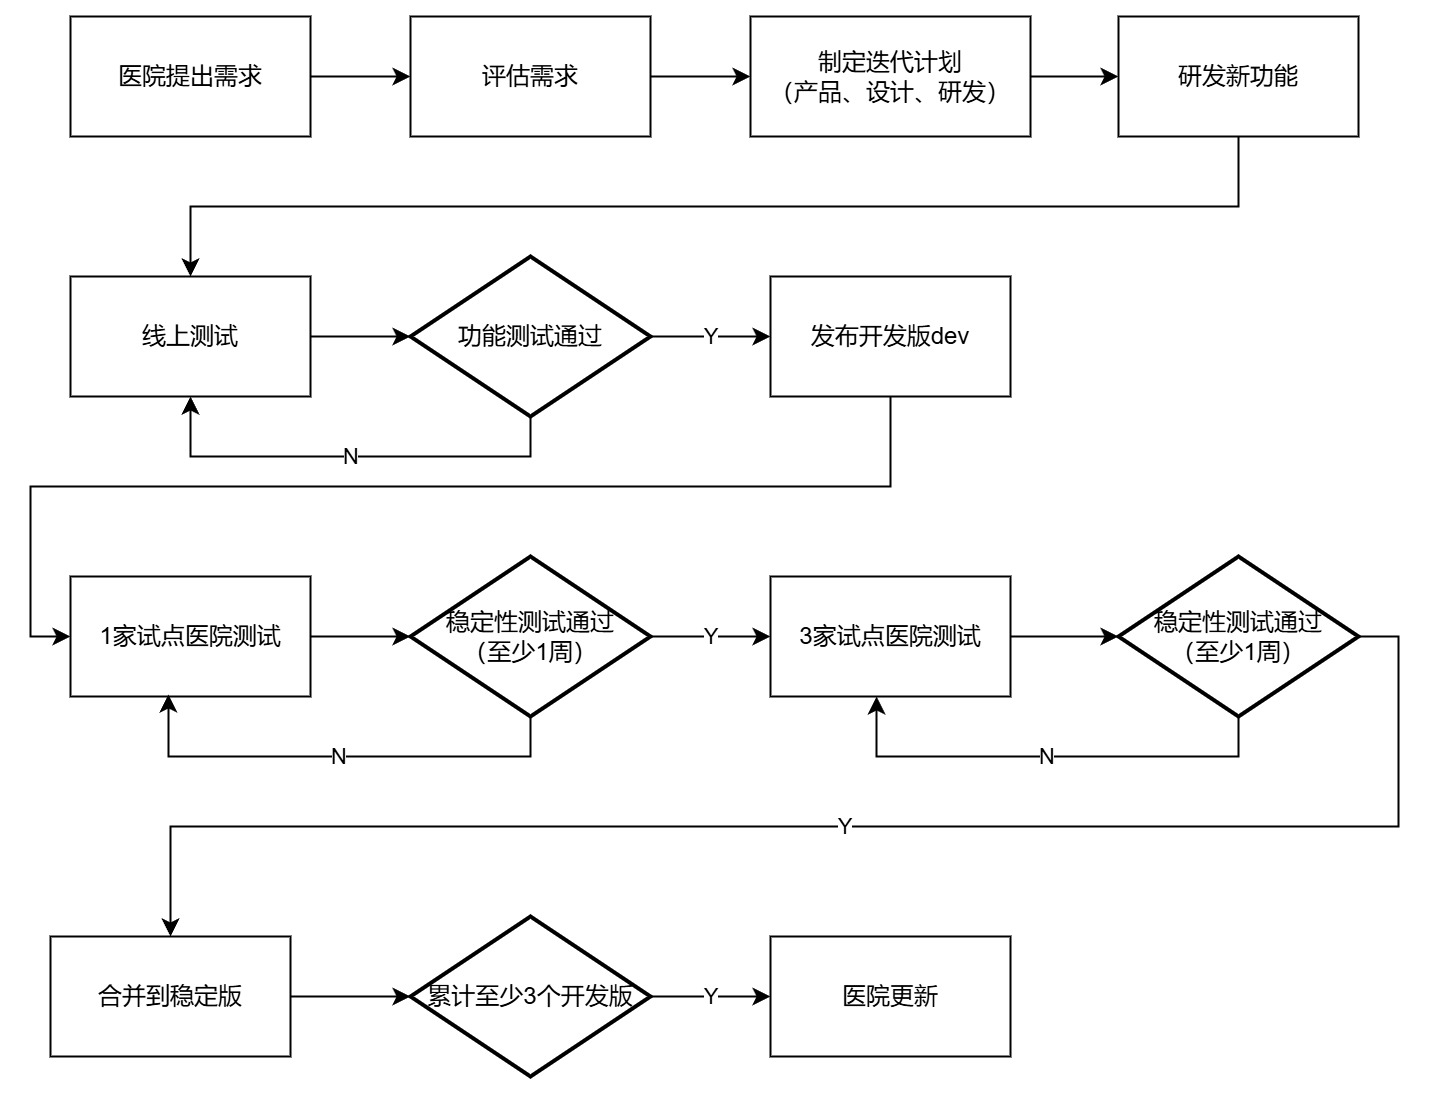 医院提出需求
评估需求
制定迭代计划
（产品、设计、研发）
研发新功能
线上测试
功能测试通过
Y
发布开发版dev
N
1家试点医院测试
稳定性测试通过
（至少1周）
Y
3家试点医院测试
稳定性测试通过
（至少1周）
N
N
Y
合并到稳定版
累计至少3个开发版
Y
医院更新